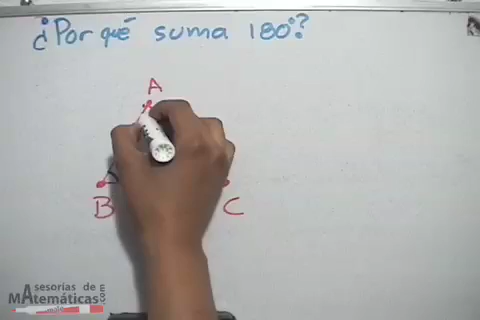 ¿Por qué suma 180°?
A
B
C
Asesorías de
Matemáticas
.com